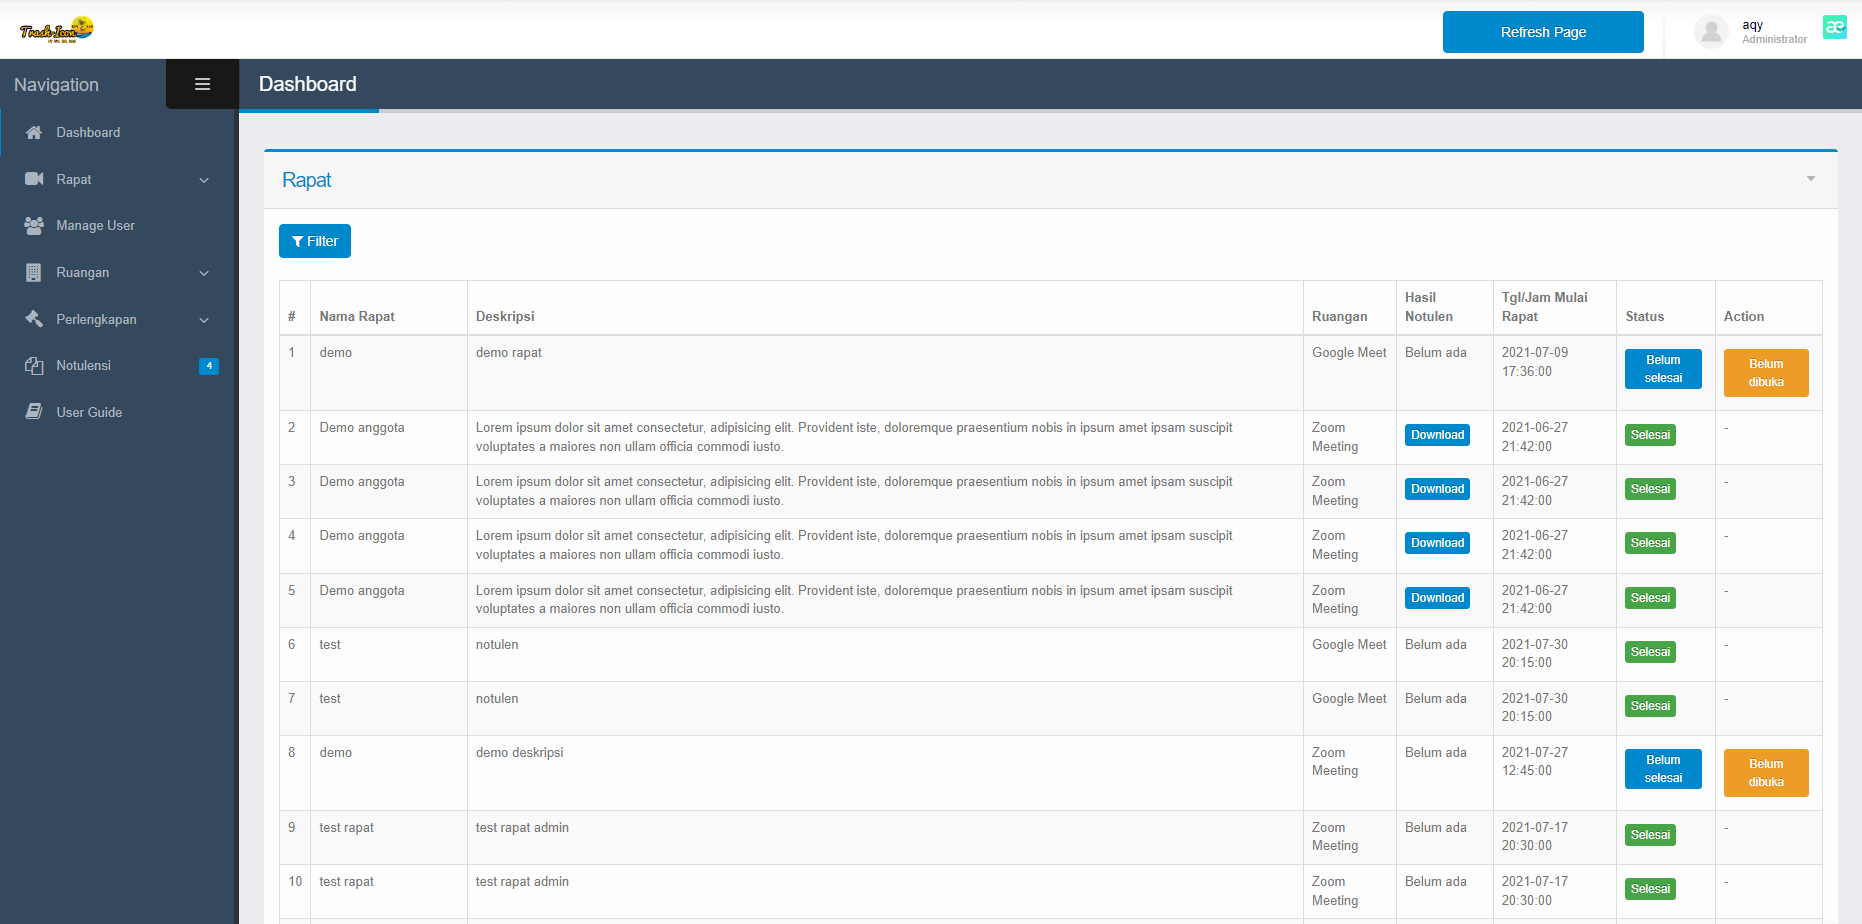 Trash Icon
Refresh Page
aqy
Administrator
æ
Navigation
Dashboard
Dashboard
Rapat
Manage User
Ruangan
Perlengkapan
Notulensi 4
User Guide
Rapat
Filter
# Nama Rapat Deskripsi Ruangan Hasil Notulen Tgl/Jam Mulai Rapat Status Action
1 demo demo rapat Google Meet Belum ada 2021-07-09 17:36:00 Belum selesai Belum dibuka
2 Demo anggota Lorem ipsum dolor sit amet consectetur, adipisicing elit. Provident iste, doloremque praesentium nobis in ipsum amet ipsam suscipit
voluptates a maiores non ullam officia commodi iusto. Zoom Meeting Download 2021-06-27 21:42:00 Selesai -
3 Demo anggota Lorem ipsum dolor sit amet consectetur, adipisicing elit. Provident iste, doloremque praesentium nobis in ipsum amet ipsam suscipit
voluptates a maiores non ullam officia commodi iusto. Zoom Meeting Download 2021-06-27 21:42:00 Selesai -
4 Demo anggota Lorem ipsum dolor sit amet consectetur, adipisicing elit. Provident iste, doloremque praesentium nobis in ipsum amet ipsam suscipit
voluptates a maiores non ullam officia commodi iusto. Zoom Meeting Download 2021-06-27 21:42:00 Selesai -
5 Demo anggota Lorem ipsum dolor sit amet consectetur, adipisicing elit. Provident iste, doloremque praesentium nobis in ipsum amet ipsam suscipit
voluptates a maiores non ullam officia commodi iusto. Zoom Meeting Download 2021-06-27 21:42:00 Selesai -
6 test notulen Google Meet Belum ada 2021-07-30 20:15:00 Selesai -
7 test notulen Google Meet Belum ada 2021-07-30 20:15:00 Selesai -
8 demo demo deskripsi Zoom Meeting Belum ada 2021-07-27 12:45:00 Belum selesai Belum dibuka
9 test rapat test rapat admin Zoom Meeting Belum ada 2021-07-17 20:30:00 Selesai -
10 test rapat test rapat admin Zoom Meeting Belum ada 2021-07-17 20:30:00 Selesai -